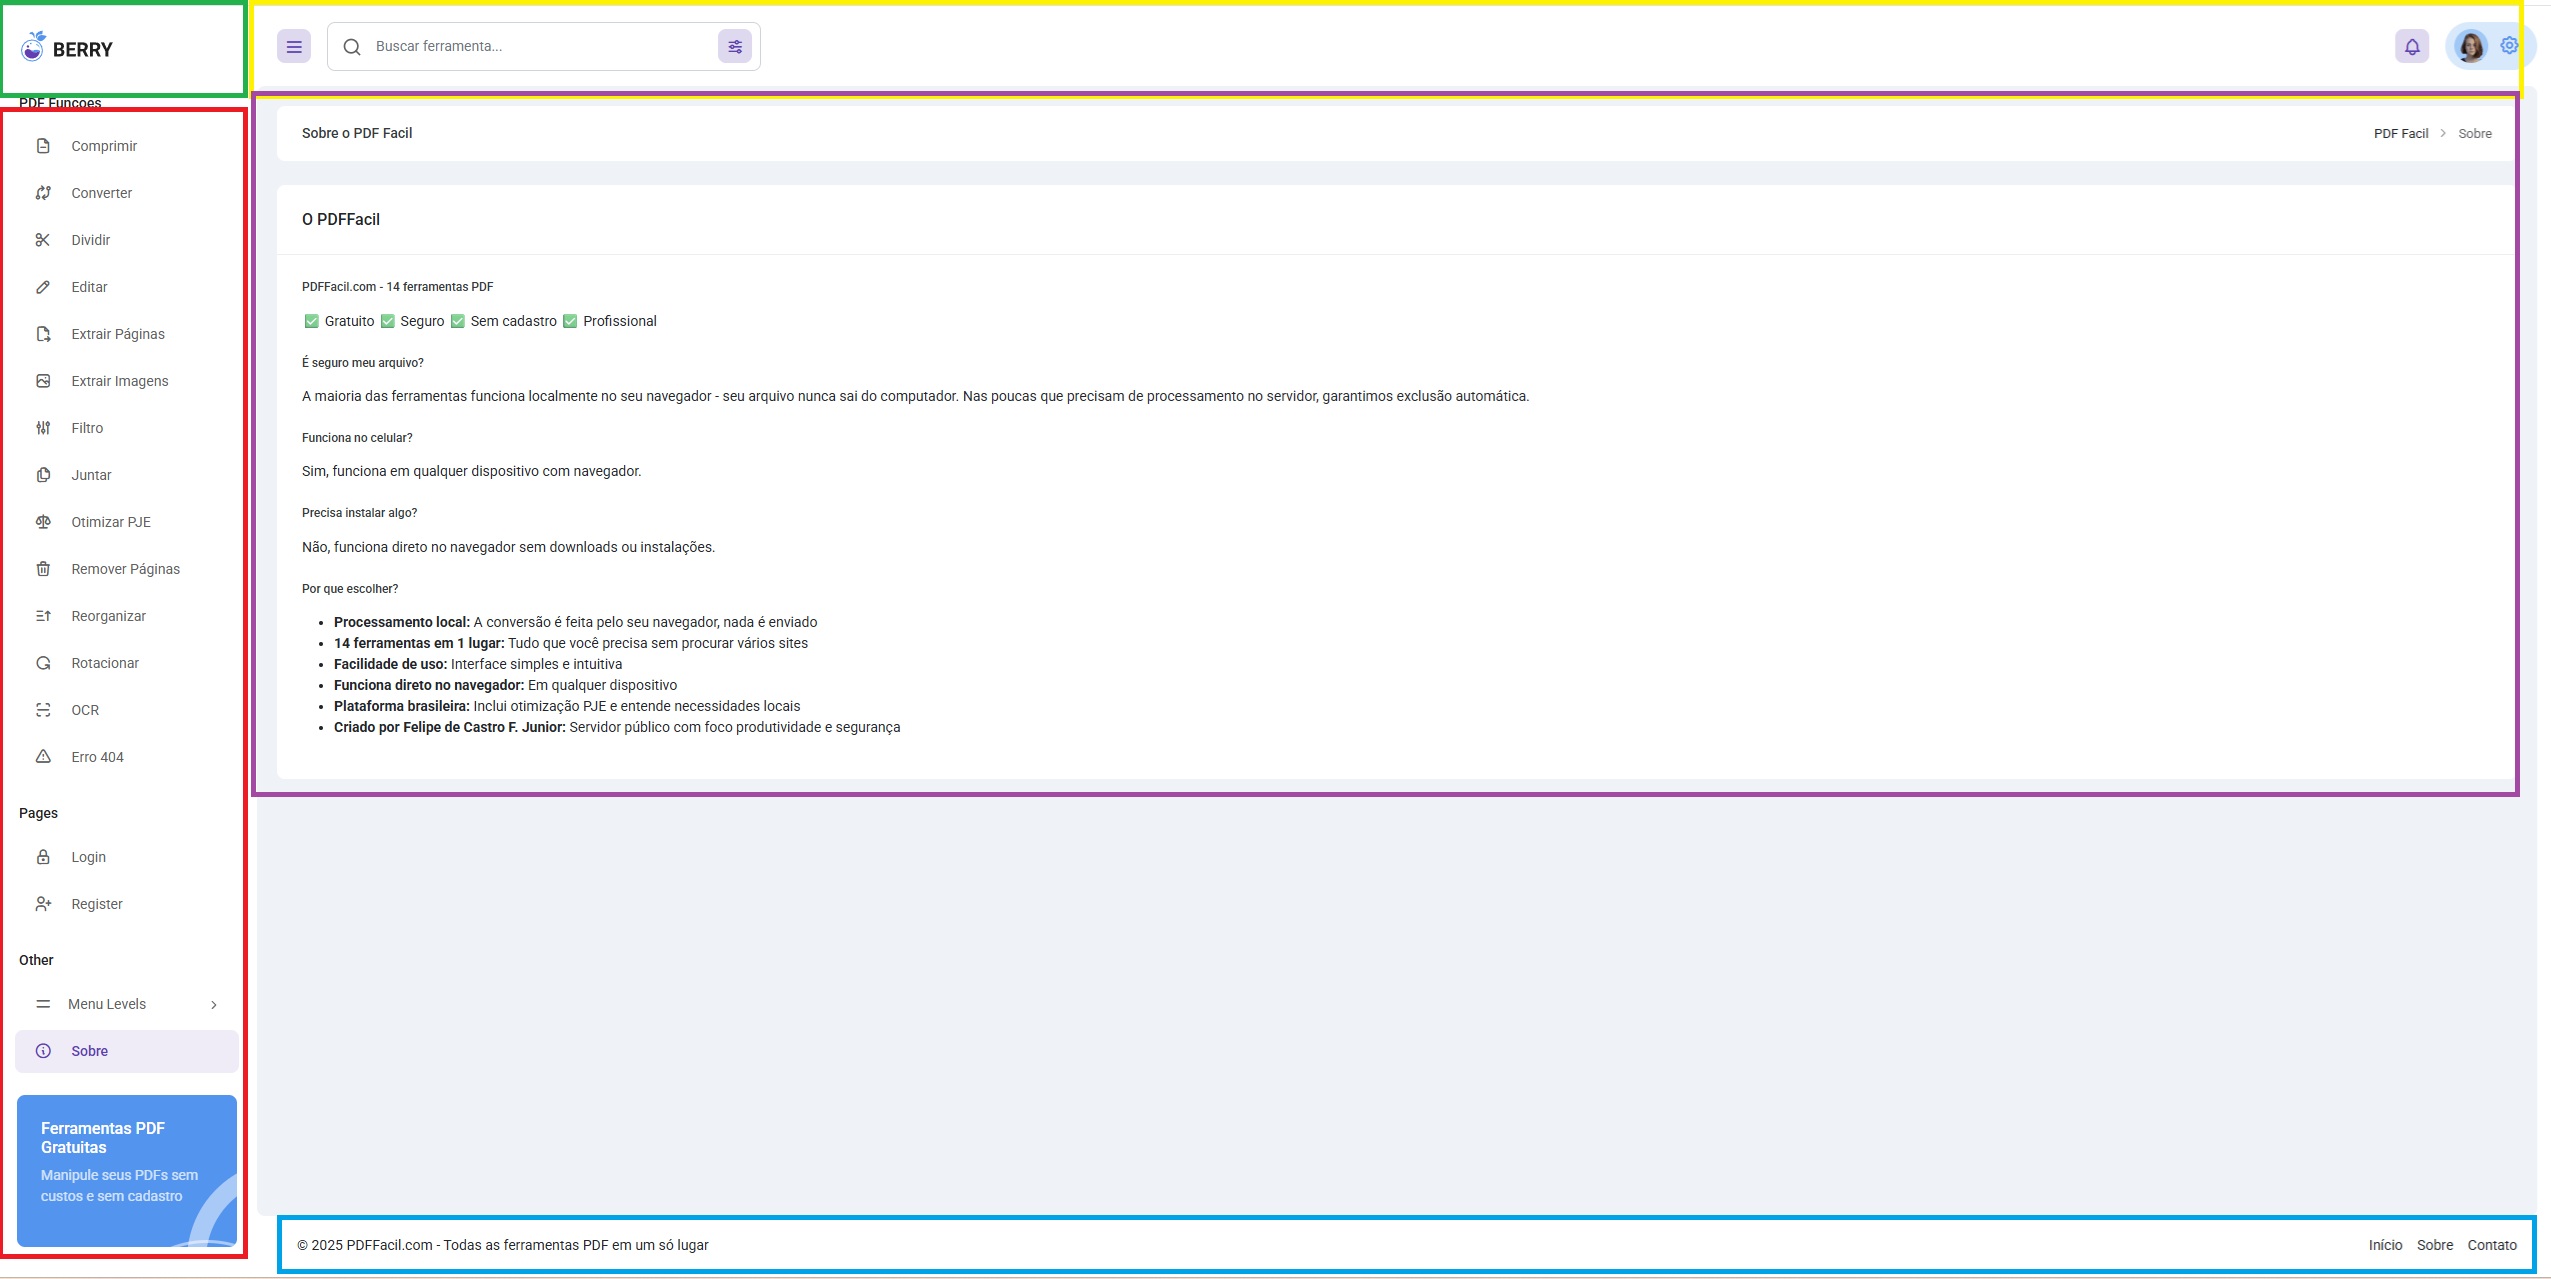 BERRY
Buscar ferramenta...
PDF Funcoes
Comprimir
Converter
Dividir
Editar
Extrair Páginas
Extrair Imagens
Filtro
Juntar
Otimizar PJE
Remover Páginas
Reorganizar
Rotacionar
OCR
Erro 404
Pages
Login
Register
Other
Menu Levels
Sobre
Ferramentas PDF
Gratuitas
Manipule seus PDFs sem
custos e sem cadastro
Sobre o PDF Facil
PDF Facil > Sobre
O PDFFacil
PDFFacil.com - 14 ferramentas PDF
✅ Gratuito ✅ Seguro ✅ Sem cadastro ✅ Profissional
É seguro meu arquivo?
A maioria das ferramentas funciona localmente no seu navegador - seu arquivo nunca sai do computador. Nas poucas que precisam de processamento no servidor, garantimos exclusão automática.
Funciona no celular?
Sim, funciona em qualquer dispositivo com navegador.
Precisa instalar algo?
Não, funciona direto no navegador sem downloads ou instalações.
Por que escolher?
• Processamento local: A conversão é feita pelo seu navegador, nada é enviado
• 14 ferramentas em 1 lugar: Tudo que você precisa sem procurar vários sites
• Facilidade de uso: Interface simples e intuitiva
• Funciona direto no navegador: Em qualquer dispositivo
• Plataforma brasileira: Inclui otimização PJE e entende necessidades locais
• Criado por Felipe de Castro F. Junior: Servidor público com foco produtividade e segurança
© 2025 PDFFacil.com - Todas as ferramentas PDF em um só lugar
Início Sobre Contato